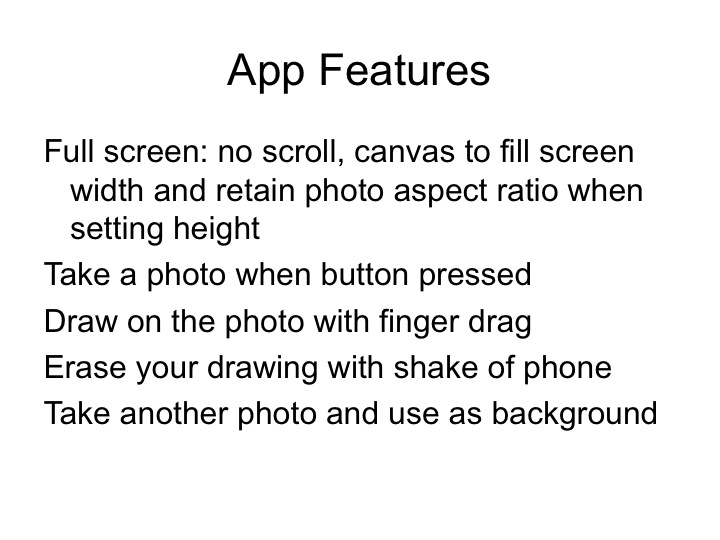 App Features
Full screen: no scroll, canvas to fill screen
width and retain photo aspect ratio when
setting height
Take a photo when button pressed
Draw on the photo with finger drag
Erase your drawing with shake of phone
Take another photo and use as background